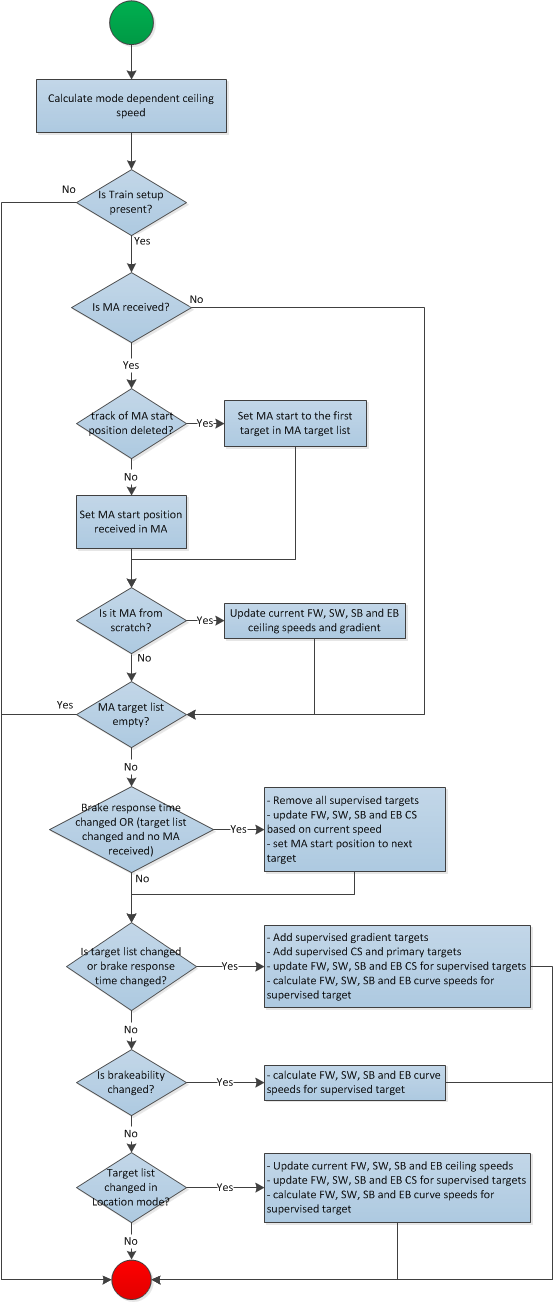 Calculate mode dependent ceiling
speed
No
Is Train setup
present?
Yes
Is MA received?
No
Yes
track of MA start
position deleted?
Yes
Set MA start to the first
target in MA target list
No
Set MA start position
received in MA
Is it MA from
scratch?
Yes
Update current FW, SW, SB and EB
ceiling speeds and gradient
No
Yes
MA target list
empty?
No
Brake response time
changed OR (target list
changed and no MA
received)
Yes
- Remove all supervised targets
- update FW, SW, SB and EB CS
based on current speed
- set MA start position to next
target
No
Is target list changed
or brake response
time changed?
Yes
- Add supervised gradient targets
- Add supervised CS and primary targets
- update FW, SW, SB and EB CS for supervised targets
- calculate FW, SW, SB and EB curve speeds for
supervised target
No
Is brakeability
changed?
Yes
- calculate FW, SW, SB and EB curve
speeds for supervised target
No
Target list
changed in
Location mode?
Yes
- Update current FW, SW, SB and EB ceiling speeds
- update FW, SW, SB and EB CS for supervised targets
- calculate FW, SW, SB and EB curve speeds for
supervised target
No